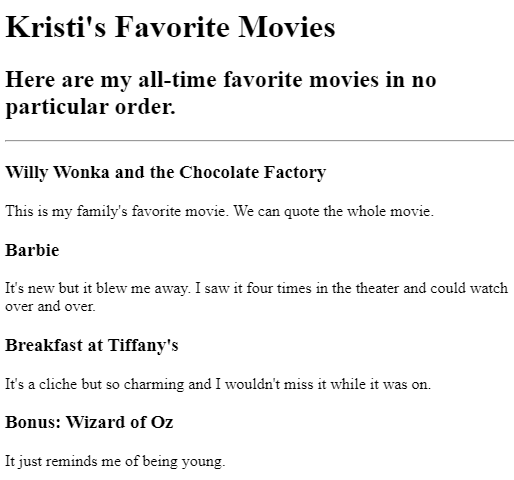 Kristi's Favorite Movies
Here are my all-time favorite movies in no
particular order.
Willy Wonka and the Chocolate Factory
This is my family's favorite movie. We can quote the whole movie.
Barbie
It's new but it blew me away. I saw it four times in the theater and could watch
over and over.
Breakfast at Tiffany's
It's a cliche but so charming and I wouldn't miss it while it was on.
Bonus: Wizard of Oz
It just reminds me of being young.